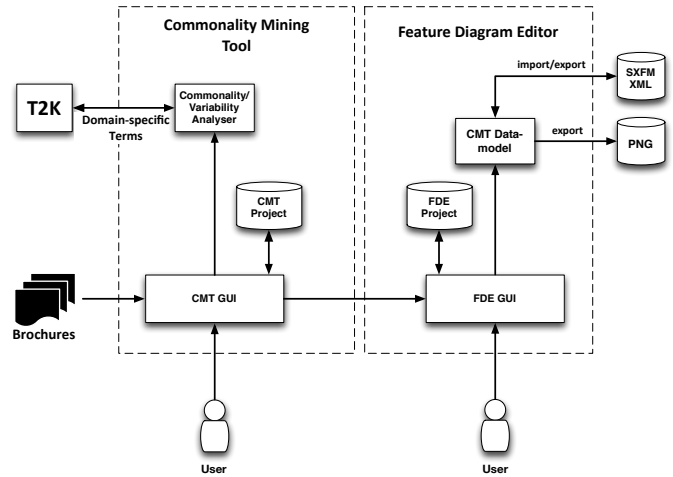 Commonality Mining
Tool
Feature Diagram Editor
import/export
SXFM
XML
T2K
Commonality/
Variability
Analyser
Domain-specific
Terms
CMT Data-
model
export
PNG
CMT
Project
FDE
Project
CMT GUI
FDE GUI
Brochures
User
User